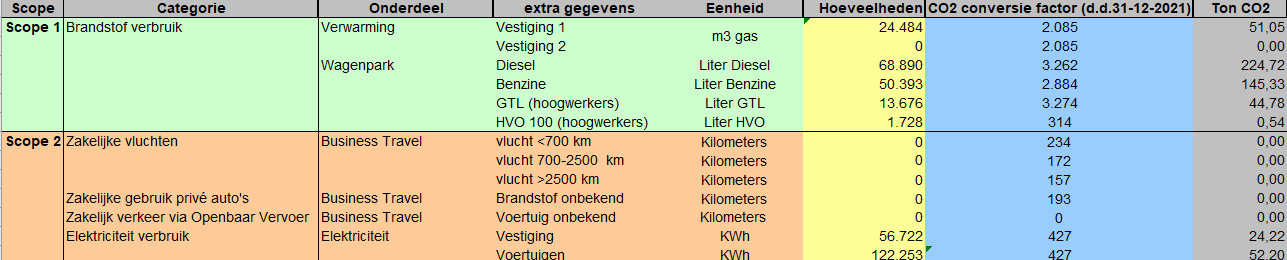 Scope Categorie Onderdeel extra gegevens Eenheid Hoeveelheden CO2 conversie factor (d.d.31-12-2021) Ton CO2
Scope 1 Brandstof verbruik Verwarming Vestiging 1 m3 gas 24.484 2.085 51,05
Vestiging 2 0 2.085 0,00
Wagenpark Diesel Liter Diesel 68.890 3.262 224,72
Benzine Liter Benzine 50.393 2.884 145,33
GTL (hoogwerkers) Liter GTL 13.676 3.274 44,78
HVO 100 (hoogwerkers) Liter HVO 1.728 314 0,54
Scope 2 Zakelijke vluchten Business Travel vlucht <700 km Kilometers 0 234 0,00
vlucht 700-2500 km Kilometers 0 172 0,00
vlucht >2500 km Kilometers 0 157 0,00
Zakelijke gebruik privé auto's Business Travel Brandstof onbekend Kilometers 0 193 0,00
Zakelijk verkeer via Openbaar Vervoer Business Travel Voertuig onbekend Kilometers 0 0 0,00
Elektriciteit verbruik Elektriciteit Vestiging KWh 56.722 427 24,22
Voertuigen KWh 122.253 427 52,20